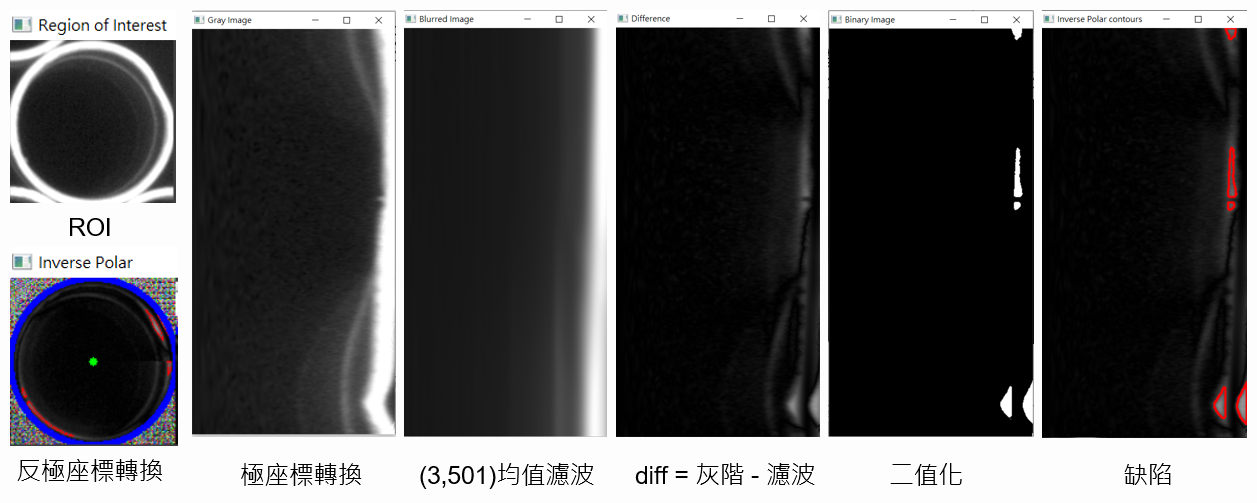 Region of Interest
ROI
Inverse Polar
反極座標轉換
Gray Image
極座標轉換
Blurred Image
(3,501)均值濾波
Difference
diff = 灰階 - 濾波
Binary Image
二值化
Inverse Polar contours
缺陷